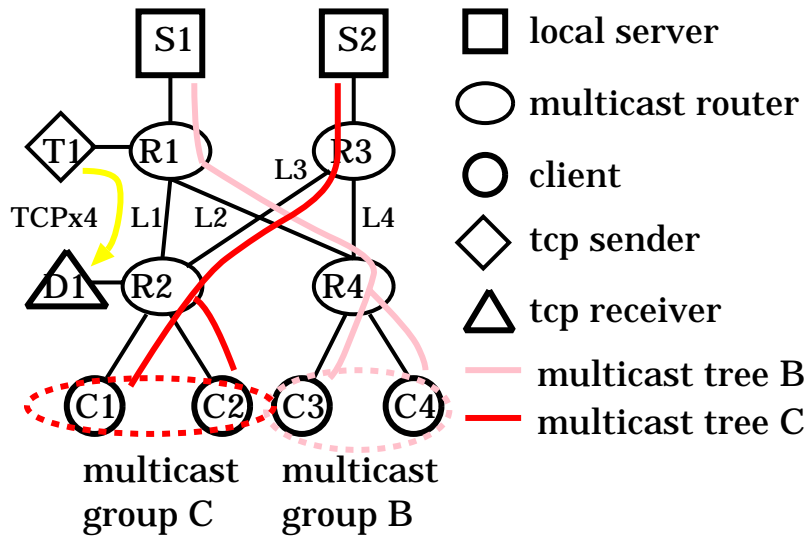 S1
S2
T1
R1
R3
L3
TCPx4
L1
L2
L4
D1
R2
R4
C1
C2
C3
C4
multicast
group C
multicast
group B
local server
multicast router
client
tcp sender
tcp receiver
multicast tree B
multicast tree C